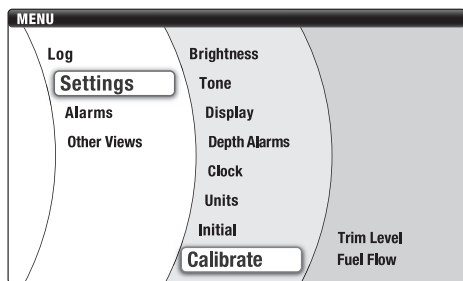 MENU
Log
Settings
Alarms
Other Views
Brightness
Tone
Display
Depth Alarms
Clock
Units
Initial
Calibrate
Trim Level
Fuel Flow